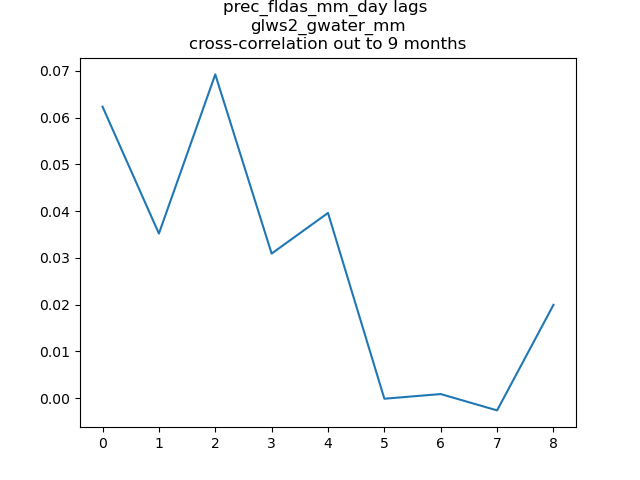 prec_fldas_mm_day lags
glws2_gwater_mm
cross-correlation out to 9 months
0.07
0.06
0.05
0.04
0.03
0.02
0.01
0.00
0 1 2 3 4 5 6 7 8